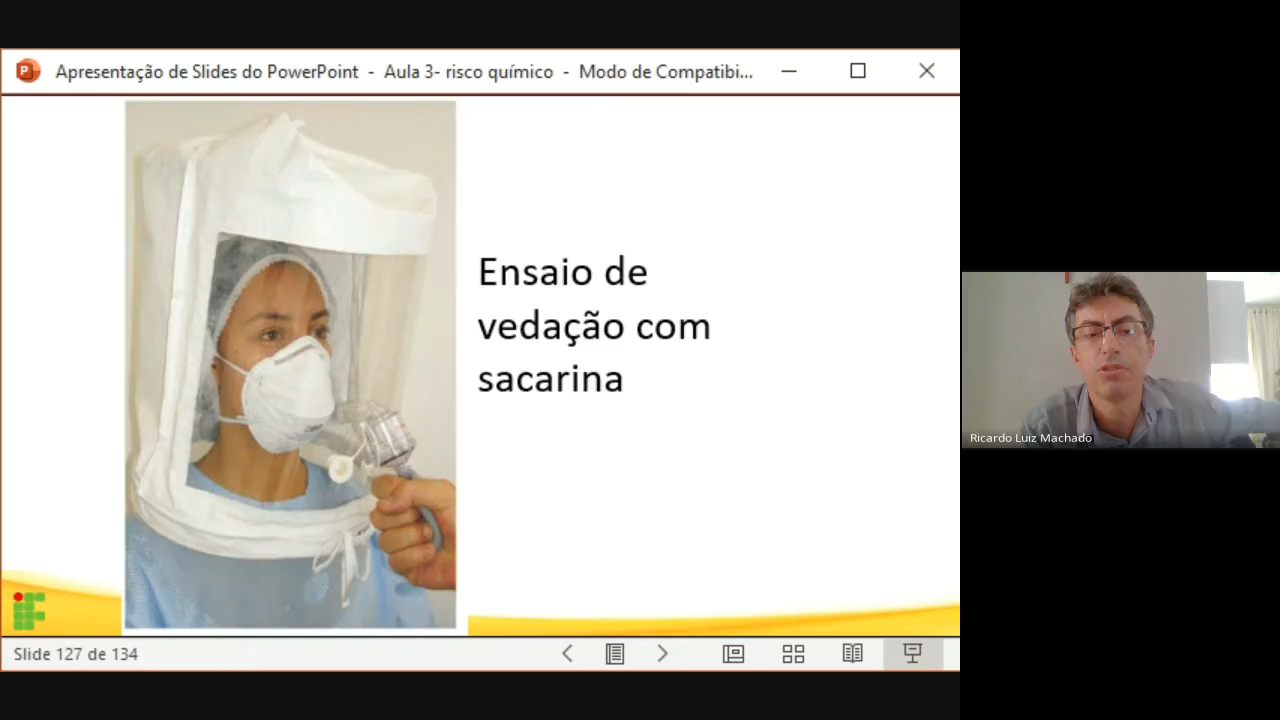 Apresentação de Slides do PowerPoint - Aula 3- risco químico - Modo de Compatibi...
Ensaio de
vedação com
sacarina
Ricardo Luiz Machado
Slide 127 de 134